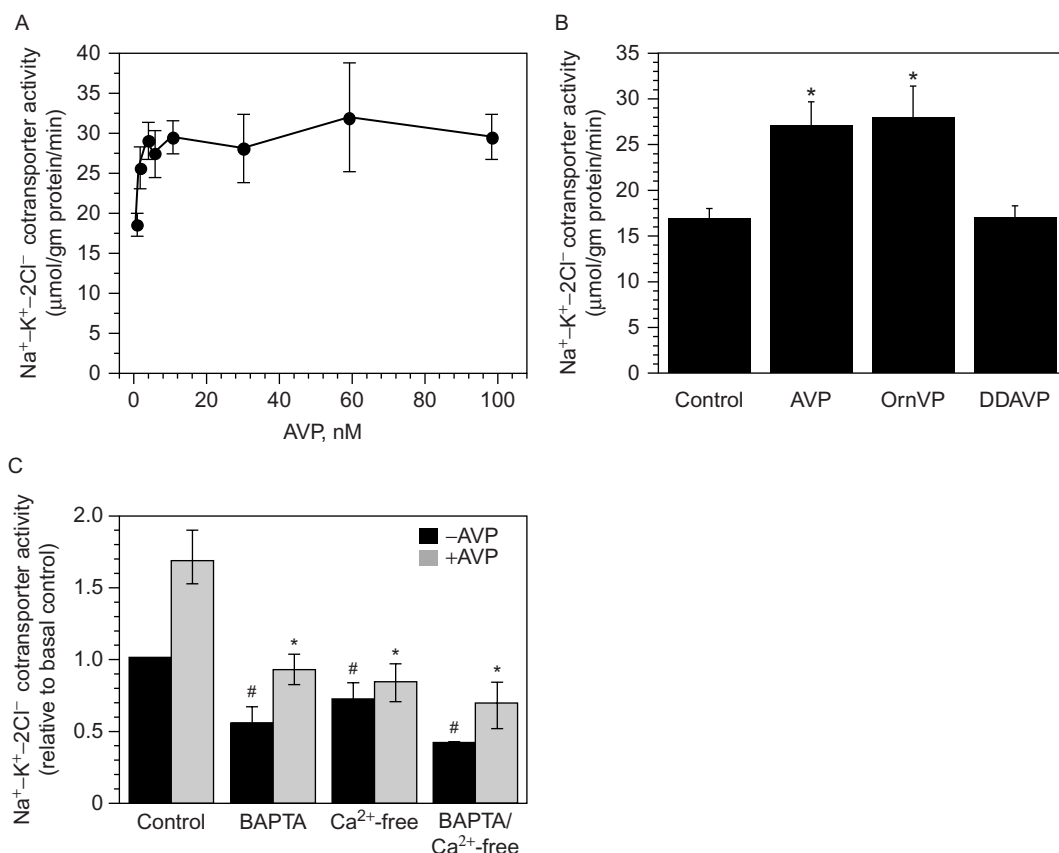 A
Na⁺–K⁺–2Cl⁻ cotransporter activity
(μmol/gm protein/min)
40
35
30
25
20
15
10
5
0
0 20 40 60 80 100
AVP, nM
B
Na⁺–K⁺–2Cl⁻ cotransporter activity
(μmol/gm protein/min)
35
30
25
20
15
10
5
0
* *
Control AVP OrnVP DDAVP
C
Na⁺–K⁺–2Cl⁻ cotransporter activity
(relative to basal control)
2.0
1.5
1.0
0.5
0
–AVP
+AVP
# * # * # *
Control BAPTA Ca²⁺-free BAPTA/
Ca²⁺-free